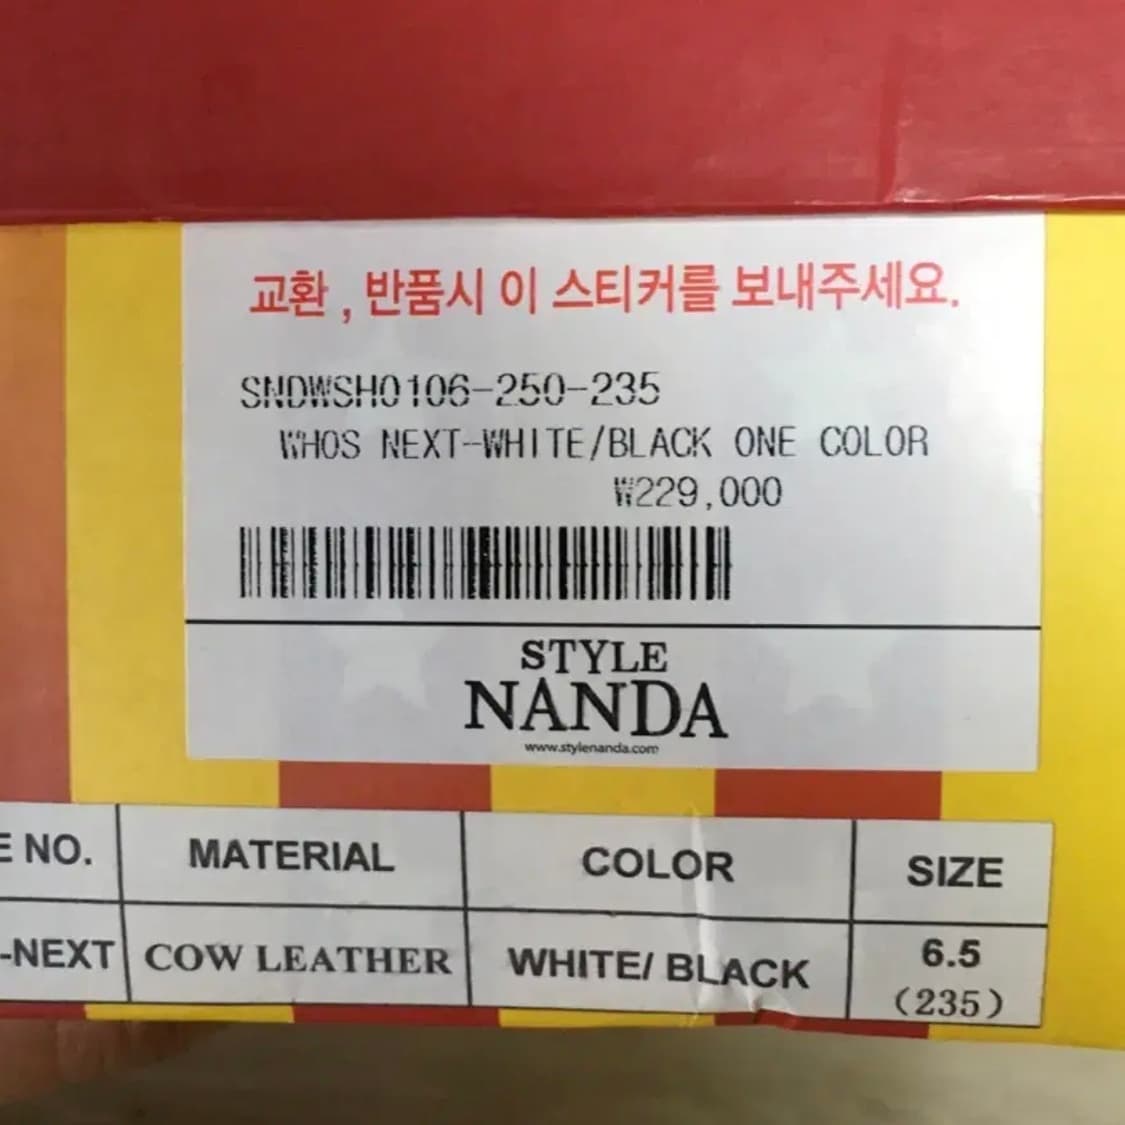 교환 , 반품시 이 스티커를 보내주세요.
SNDWSH0106-250-235
WHOS NEXT-WHITE/BLACK ONE COLOR
₩229,000
STYLE
NANDA
www.stylenanda.com
E NO. MATERIAL COLOR SIZE
-NEXT COW LEATHER WHITE/ BLACK 6.5
(235)